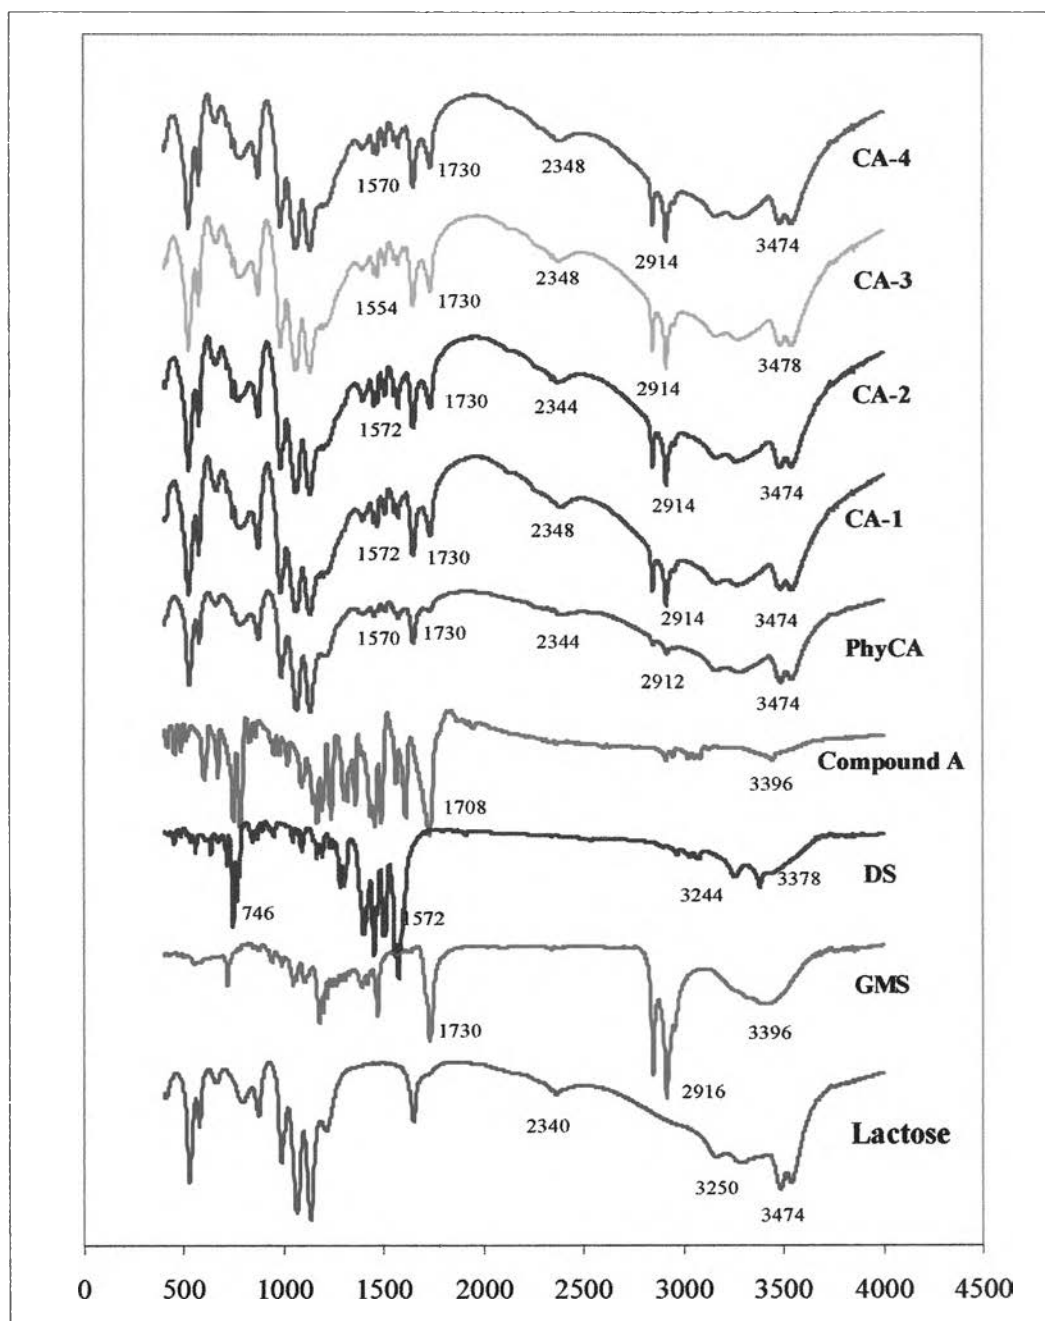 CA-4
1570 1730 2348 2914 3474
CA-3
1554 1730 2348 2914 3478
CA-2
1572 1730 2344 2914 3474
CA-1
1572 1730 2348 2914 3474
PhyCA
1570 1730 2344 2912 3474
Compound A
1708 3396
DS
746 1572 3244 3378
GMS
1730 2916 3396
Lactose
2340 3250 3474
0 500 1000 1500 2000 2500 3000 3500 4000 4500